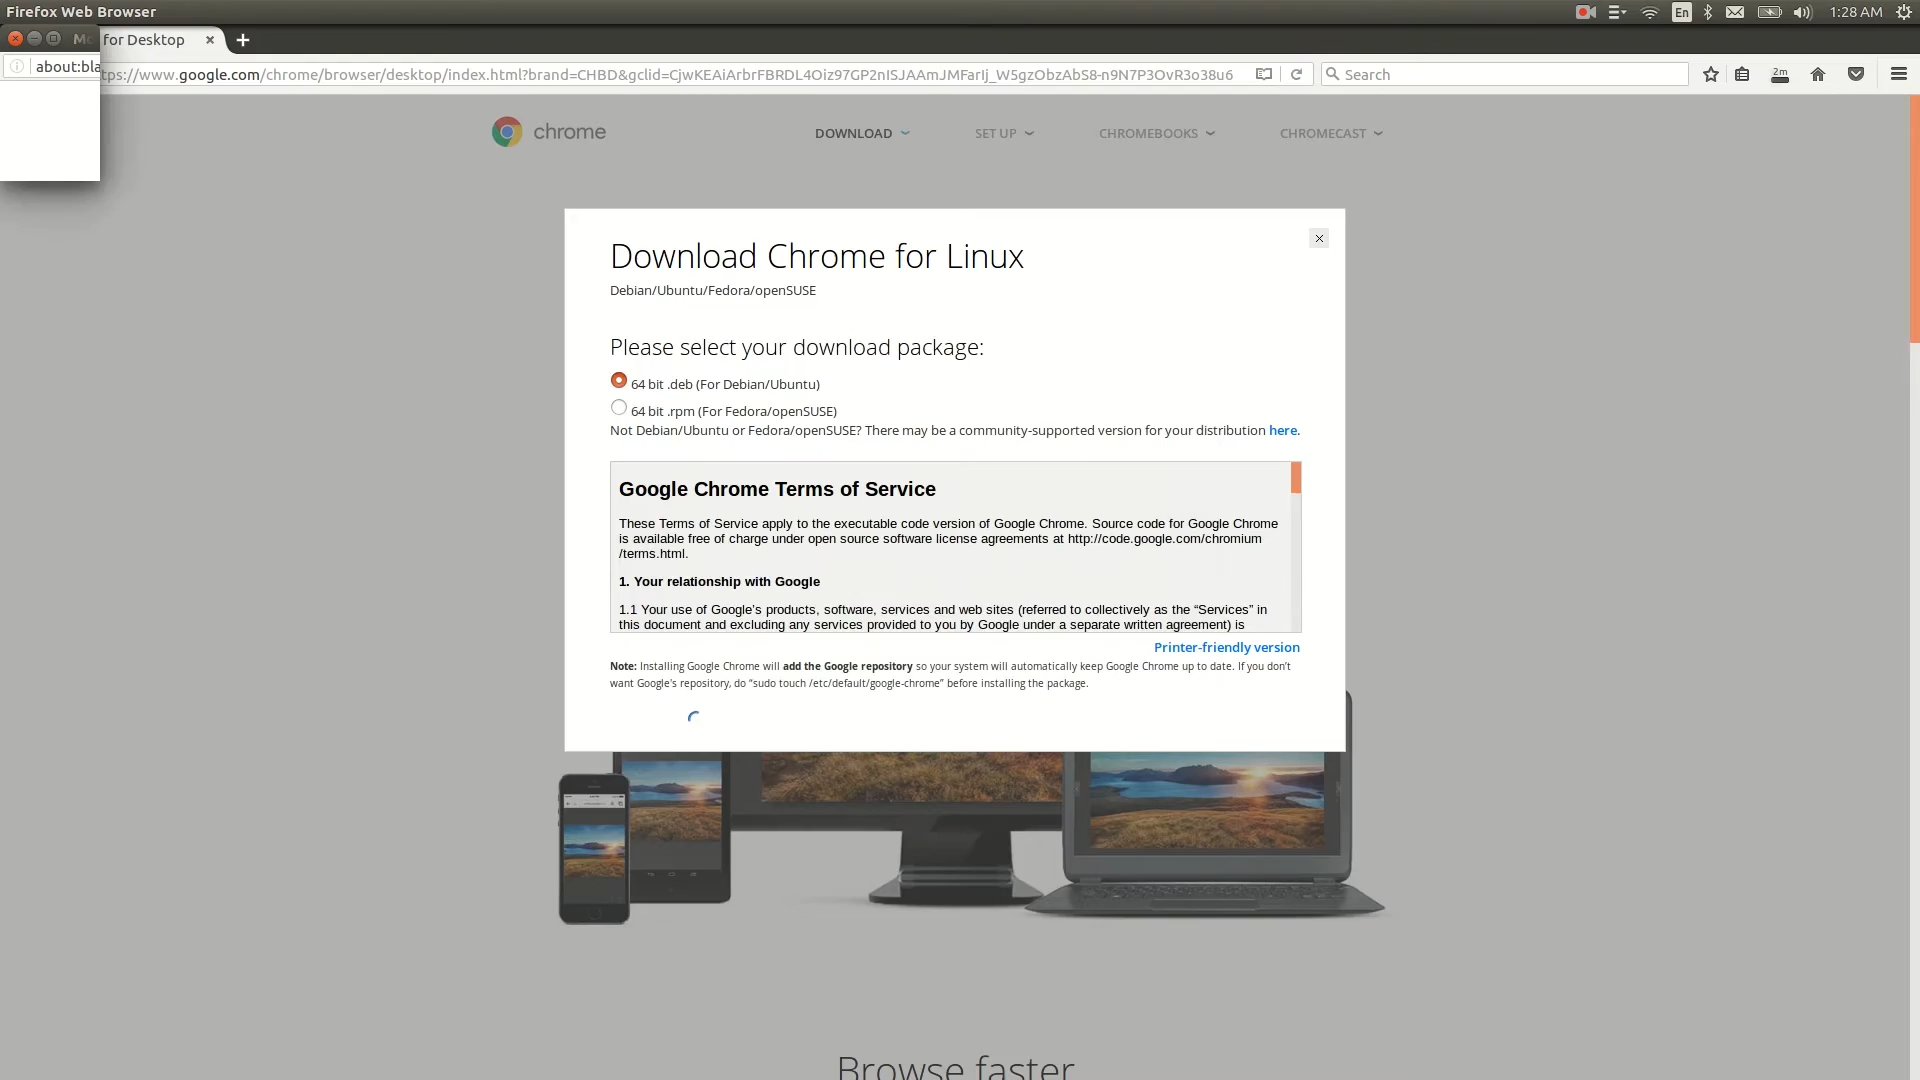 Firefox Web Browser
En
1:28 AM
for Desktop
about:bla
tps://www.google.com/chrome/browser/desktop/index.html?brand=CHBD&gclid=CjwKEAiArbrFBRDL4Oiz97GP2nISJAAmJMFarIj_W5gzObzAbS8-n9N7P3OvR3o38u6
Search
2m
chrome
DOWNLOAD
SET UP
CHROMEBOOKS
CHROMECAST
Download Chrome for Linux
Debian/Ubuntu/Fedora/openSUSE
Please select your download package:
64 bit .deb (For Debian/Ubuntu)
64 bit .rpm (For Fedora/openSUSE)
Not Debian/Ubuntu or Fedora/openSUSE? There may be a community-supported version for your distribution here.
Google Chrome Terms of Service
These Terms of Service apply to the executable code version of Google Chrome. Source code for Google Chrome
is available free of charge under open source software license agreements at http://code.google.com/chromium
/terms.html.
1. Your relationship with Google
1.1 Your use of Google’s products, software, services and web sites (referred to collectively as the “Services” in
this document and excluding any services provided to you by Google under a separate written agreement) is
Printer-friendly version
Note: Installing Google Chrome will add the Google repository so your system will automatically keep Google Chrome up to date. If you don’t
want Google's repository, do “sudo touch /etc/default/google-chrome” before installing the package.
Browse faster